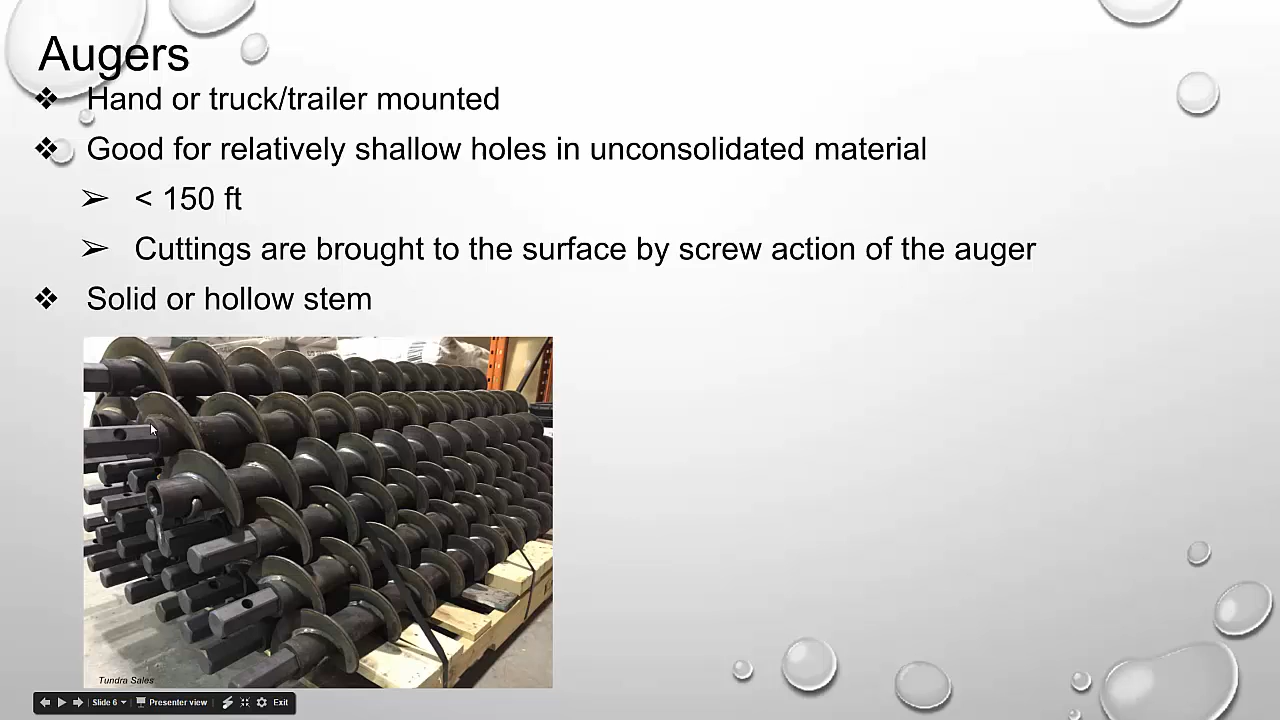 Augers
❖ Hand or truck/trailer mounted
❖ Good for relatively shallow holes in unconsolidated material
➢ < 150 ft
➢ Cuttings are brought to the surface by screw action of the auger
❖ Solid or hollow stem
Tundra Sales
Slide 6 Presenter view Exit